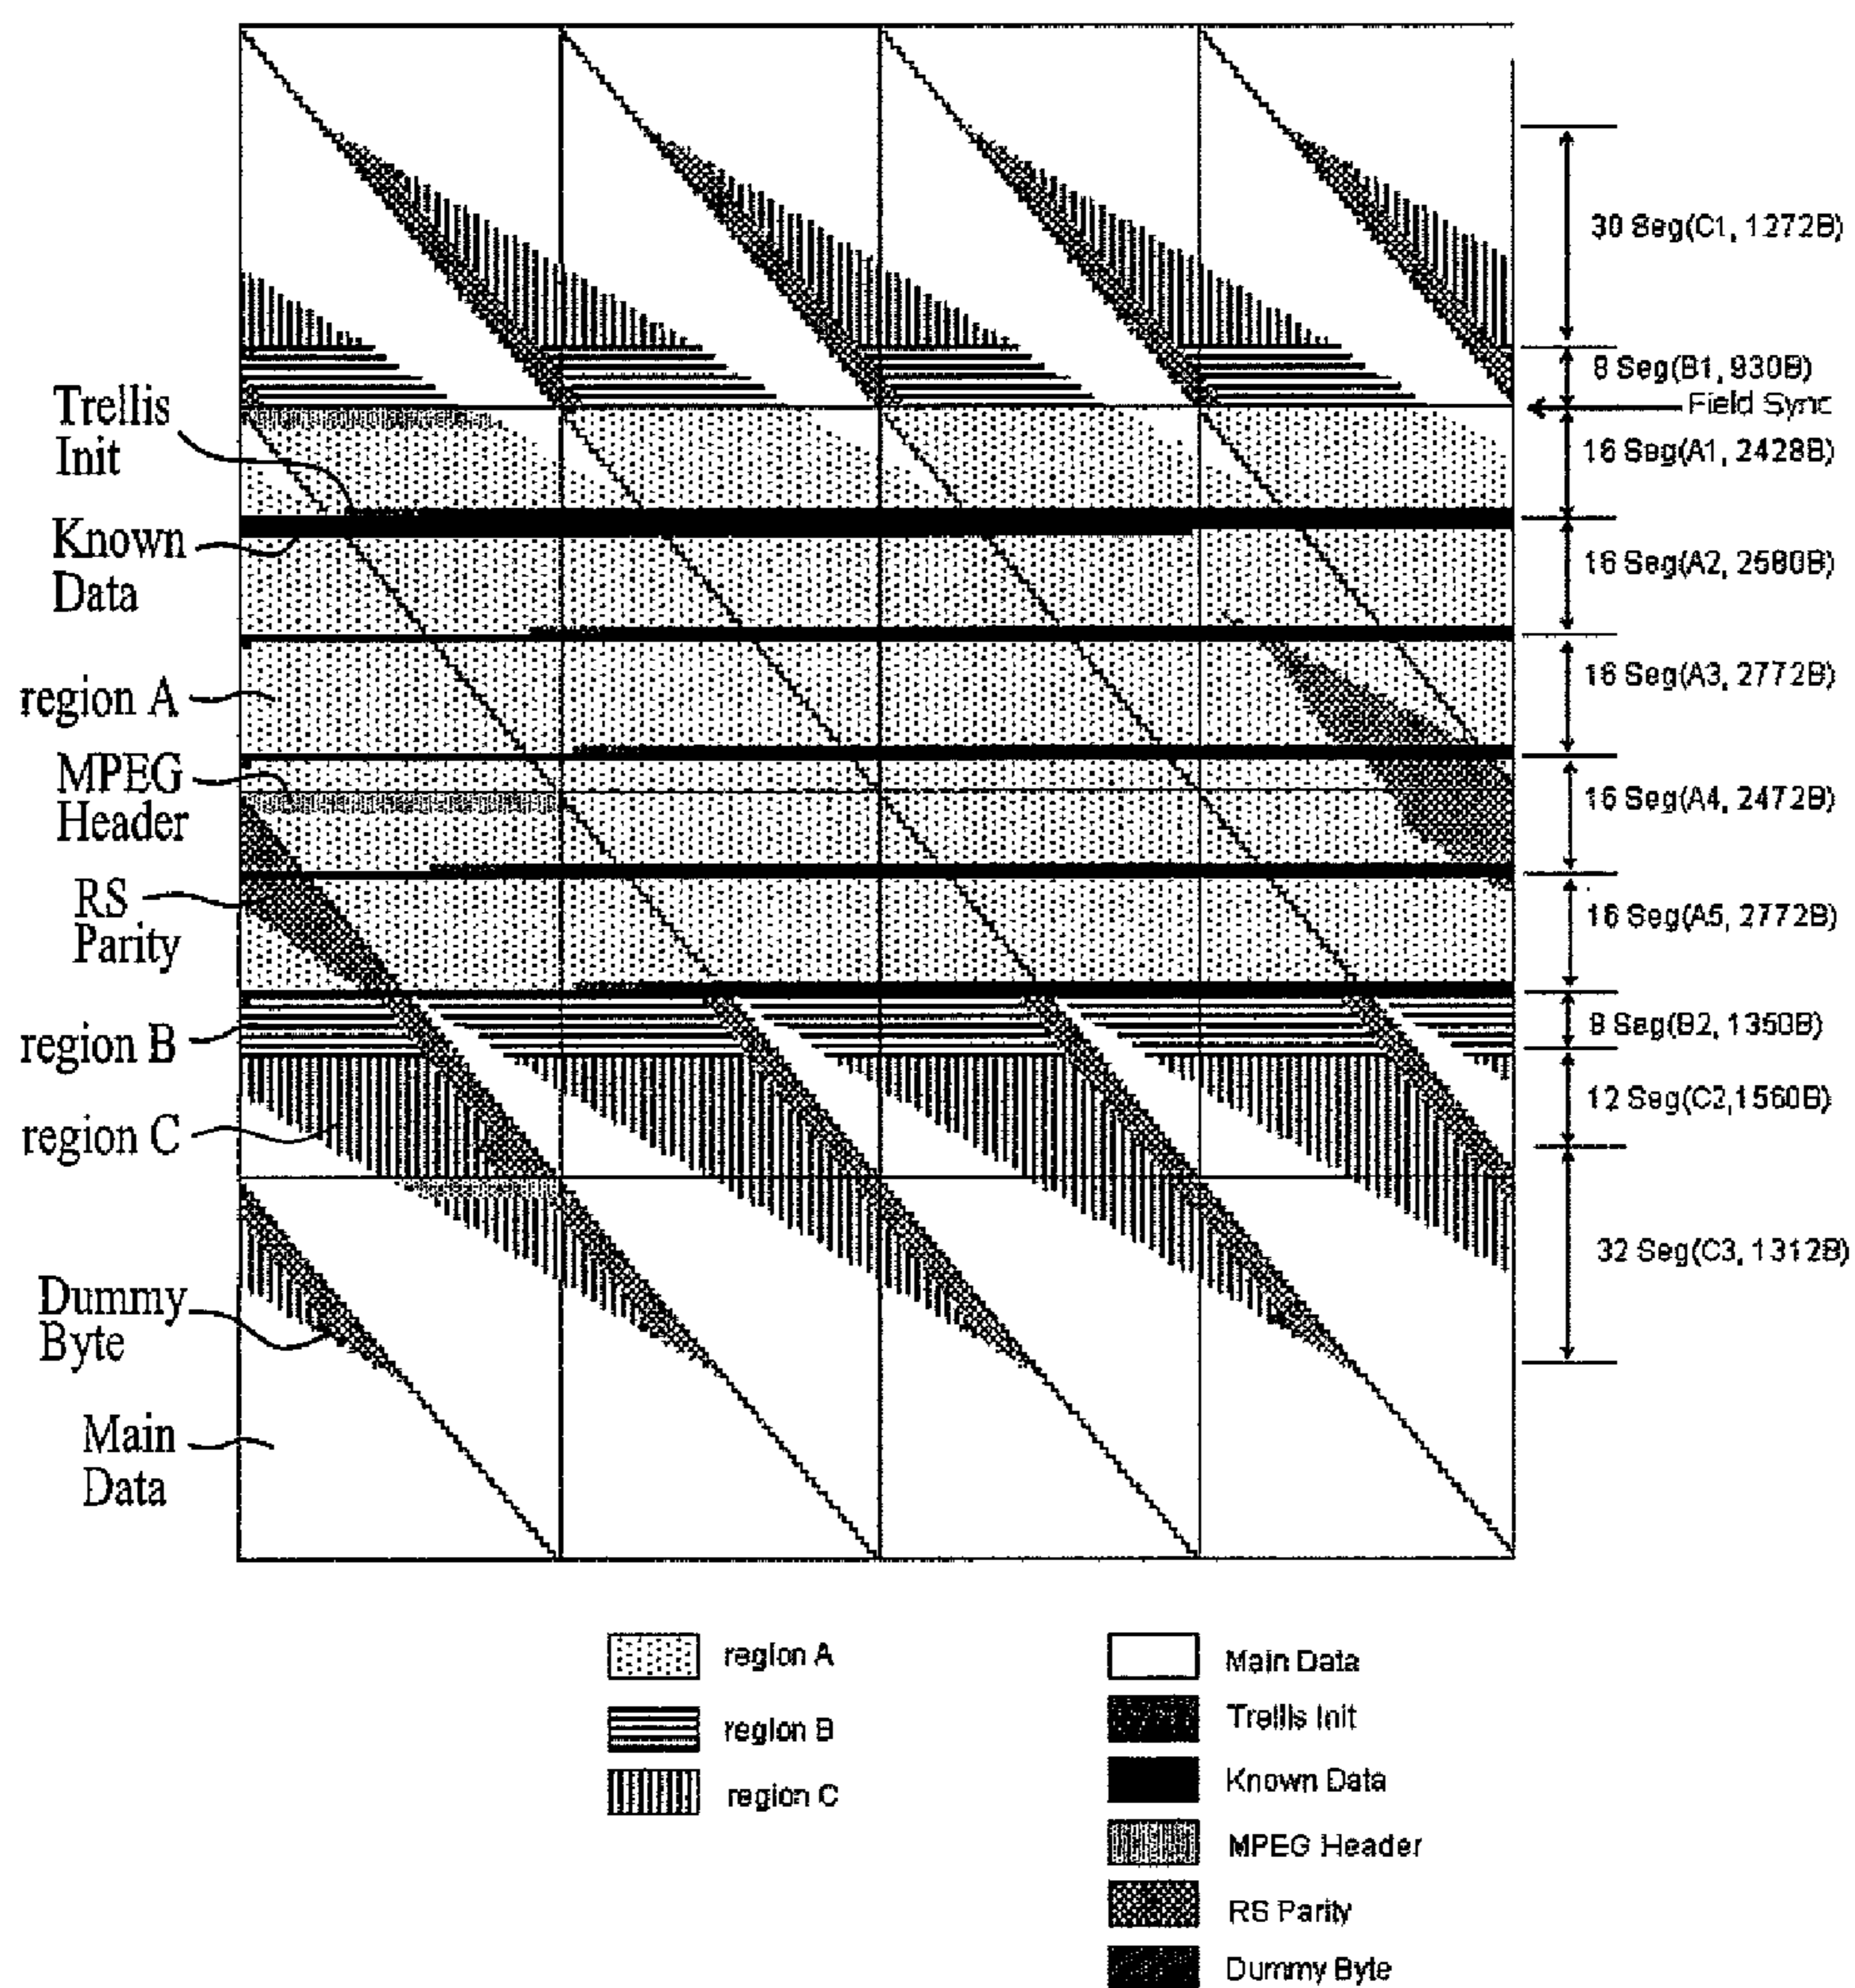 30 Seg(C1, 1272B)
8 Seg(B1, 930B)
Field Sync
Trellis
Init
16 Seg(A1, 2428B)
Known
Data
16 Seg(A2, 2580B)
region A
16 Seg(A3, 2772B)
MPEG
Header
16 Seg(A4, 2472B)
RS
Parity
16 Seg(A5, 2772B)
region B
8 Seg(B2, 1350B)
region C
12 Seg(C2,1560B)
32 Seg(C3, 1312B)
Dummy
Byte
Main
Data
region A
region B
region C
Main Data
Trellis Init
Known Data
MPEG Header
RS Parity
Dummy Byte